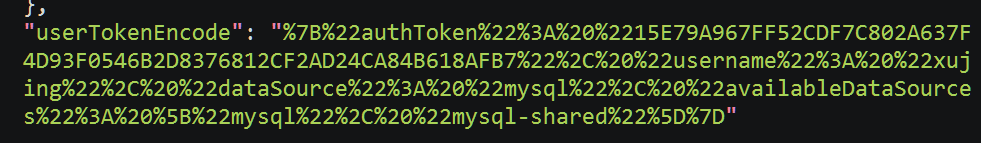 },
"userTokenEncode": "%7B%22authToken%22%3A%20%2215E79A967FF52CDF7C802A637F
4D93F0546B2D8376812CF2AD24CA84B618AFB7%22%2C%20%22username%22%3A%20%22xuj
ing%22%2C%20%22dataSource%22%3A%20%22mysql%22%2C%20%22availableDataSource
s%22%3A%20%5B%22mysql%22%2C%20%22mysql-shared%22%5D%7D"